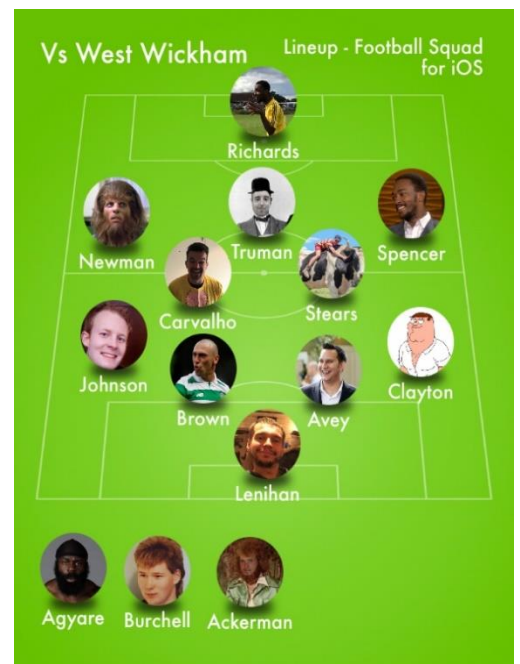 Vs West Wickham
Lineup - Football Squad
for iOS
Richards
Newman
Truman
Spencer
Carvalho
Stears
Johnson
Brown
Avey
Clayton
Lenihan
Agyare
Burchell
Ackerman